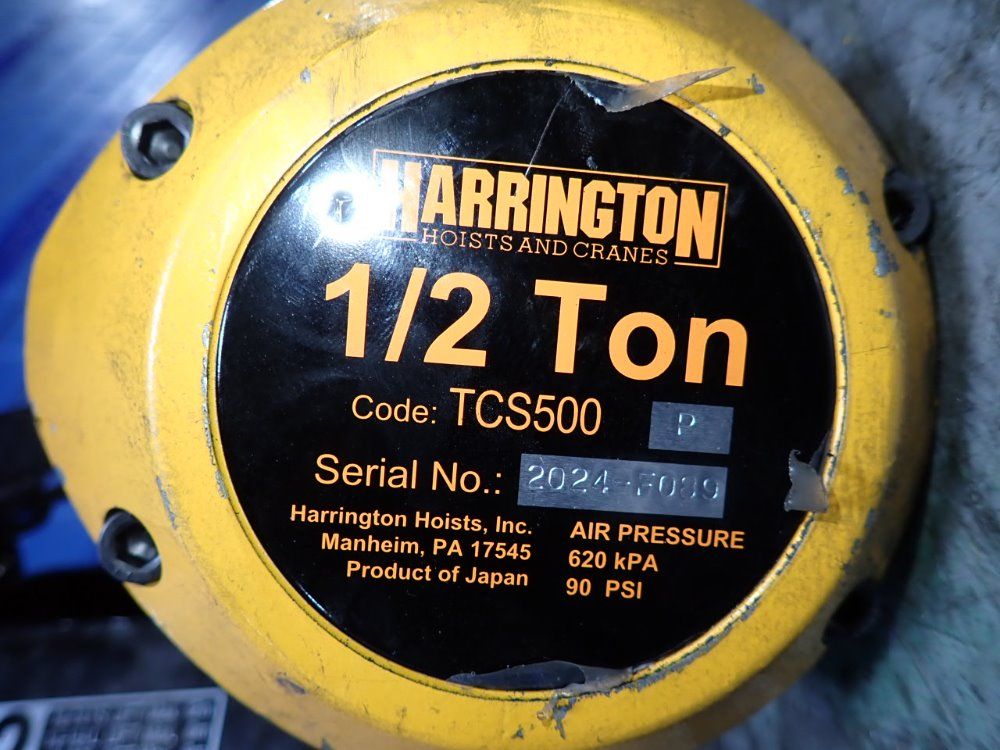 HARRINGTON
HOISTS AND CRANES
1/2 Ton
Code: TCS500 P
Serial No.: 2024-F039
Harrington Hoists, Inc.
Manheim, PA 17545
Product of Japan
AIR PRESSURE
620 kPa
90 PSI